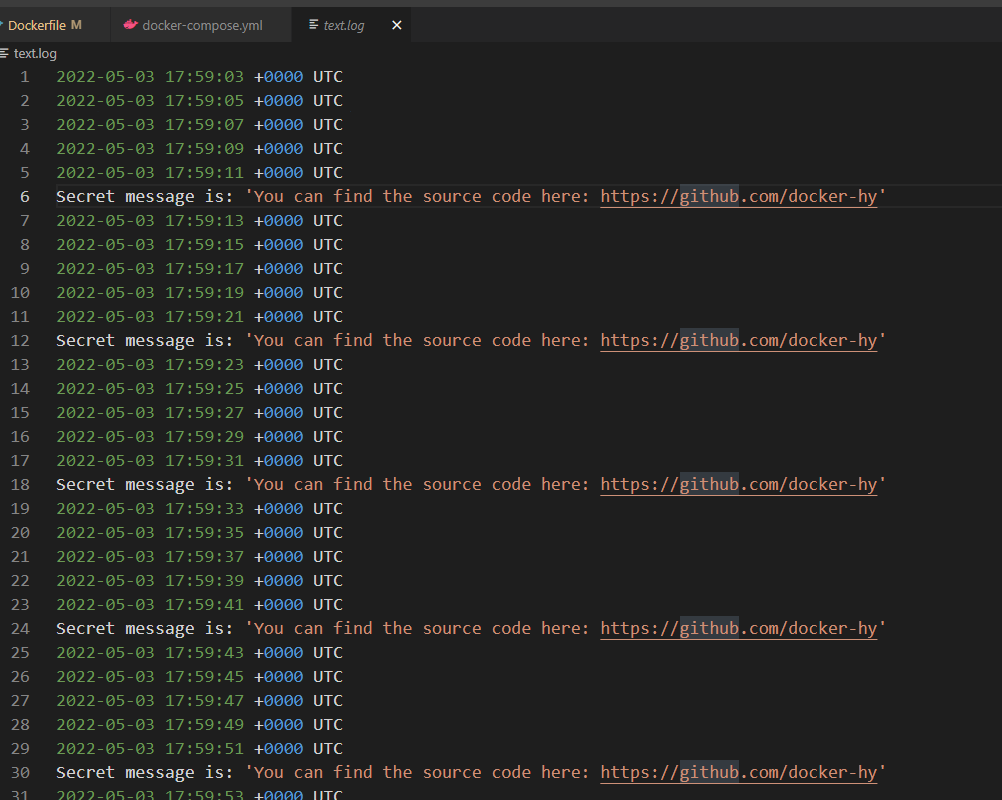 Dockerfile M docker-compose.yml text.log
text.log
1 2022-05-03 17:59:03 +0000 UTC
2 2022-05-03 17:59:05 +0000 UTC
3 2022-05-03 17:59:07 +0000 UTC
4 2022-05-03 17:59:09 +0000 UTC
5 2022-05-03 17:59:11 +0000 UTC
6 Secret message is: 'You can find the source code here: https://github.com/docker-hy'
7 2022-05-03 17:59:13 +0000 UTC
8 2022-05-03 17:59:15 +0000 UTC
9 2022-05-03 17:59:17 +0000 UTC
10 2022-05-03 17:59:19 +0000 UTC
11 2022-05-03 17:59:21 +0000 UTC
12 Secret message is: 'You can find the source code here: https://github.com/docker-hy'
13 2022-05-03 17:59:23 +0000 UTC
14 2022-05-03 17:59:25 +0000 UTC
15 2022-05-03 17:59:27 +0000 UTC
16 2022-05-03 17:59:29 +0000 UTC
17 2022-05-03 17:59:31 +0000 UTC
18 Secret message is: 'You can find the source code here: https://github.com/docker-hy'
19 2022-05-03 17:59:33 +0000 UTC
20 2022-05-03 17:59:35 +0000 UTC
21 2022-05-03 17:59:37 +0000 UTC
22 2022-05-03 17:59:39 +0000 UTC
23 2022-05-03 17:59:41 +0000 UTC
24 Secret message is: 'You can find the source code here: https://github.com/docker-hy'
25 2022-05-03 17:59:43 +0000 UTC
26 2022-05-03 17:59:45 +0000 UTC
27 2022-05-03 17:59:47 +0000 UTC
28 2022-05-03 17:59:49 +0000 UTC
29 2022-05-03 17:59:51 +0000 UTC
30 Secret message is: 'You can find the source code here: https://github.com/docker-hy'
31 2022-05-03 17:59:53 +0000 UTC